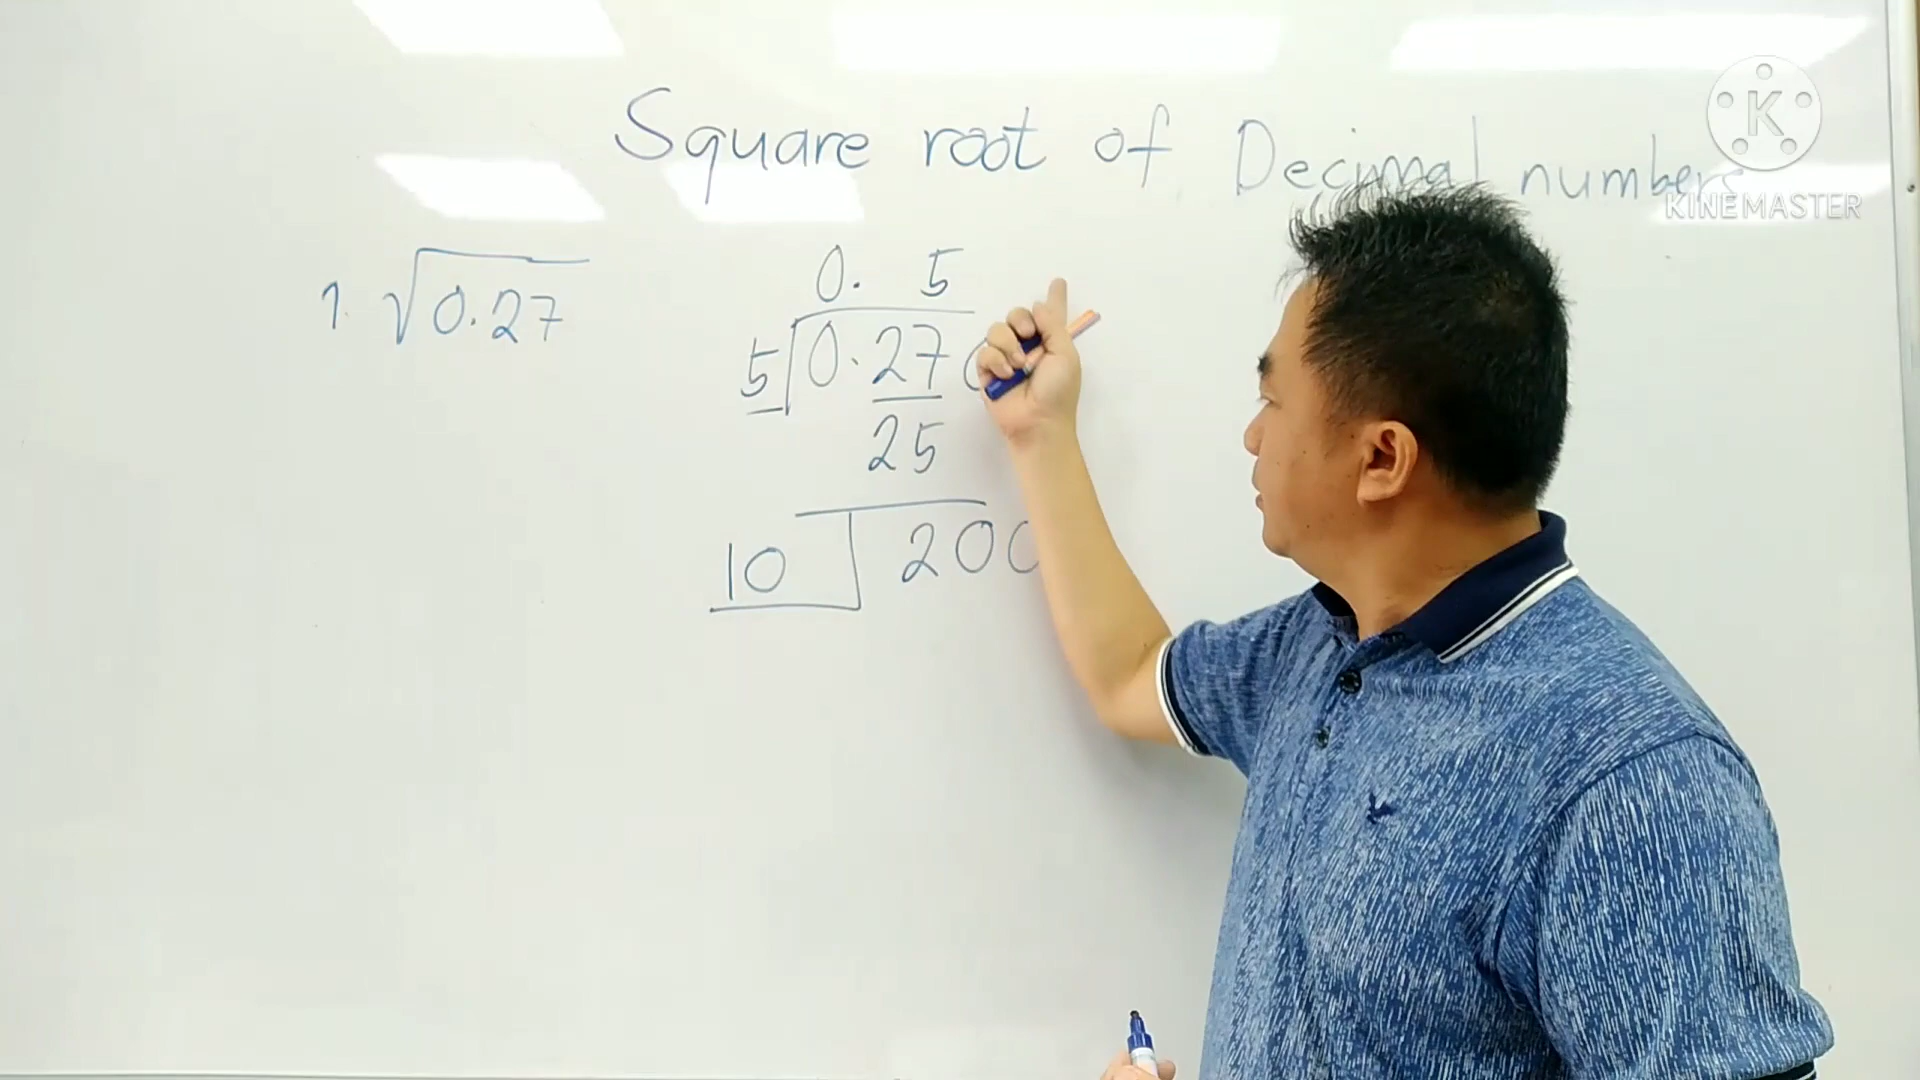 Square root of Decimal numbers
K
KINEMASTER
1. √0.27
0. 5
5 0.27
25
10 200